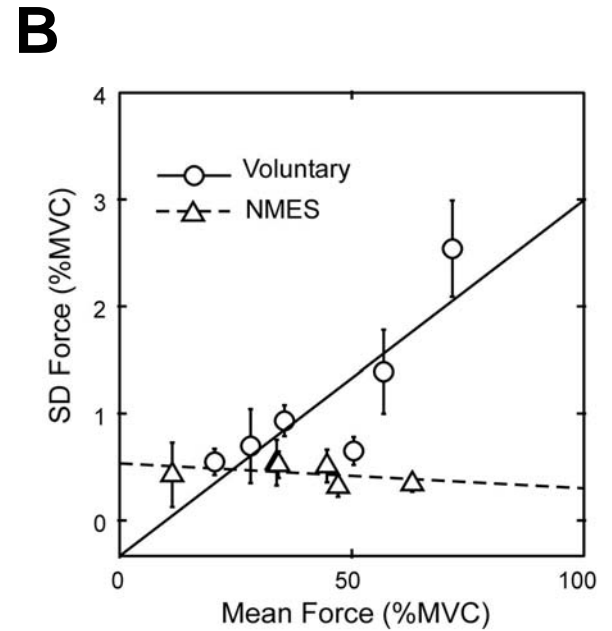 B
4
Voluntary
NMES
3
2
1
0
SD Force (%MVC)
0 50 100
Mean Force (%MVC)